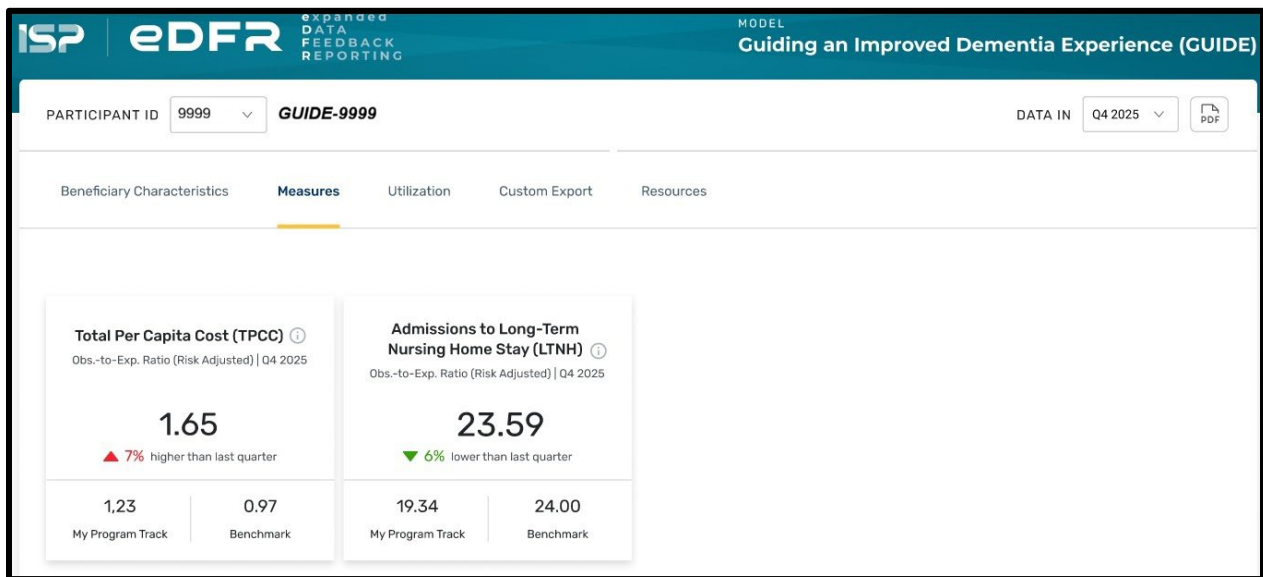 ISP eDFR expanded
DATA
FEEDBACK
REPORTING
MODEL
Guiding an Improved Dementia Experience (GUIDE)
PARTICIPANT ID 9999 GUIDE-9999
DATA IN Q4 2025 PDF
Beneficiary Characteristics Measures Utilization Custom Export Resources
Total Per Capita Cost (TPCC)
Obs.-to-Exp. Ratio (Risk Adjusted) | Q4 2025
1.65
7% higher than last quarter
1,23 0.97
My Program Track Benchmark
Admissions to Long-Term
Nursing Home Stay (LTNH)
Obs.-to-Exp. Ratio (Risk Adjusted) | Q4 2025
23.59
6% lower than last quarter
19.34 24.00
My Program Track Benchmark